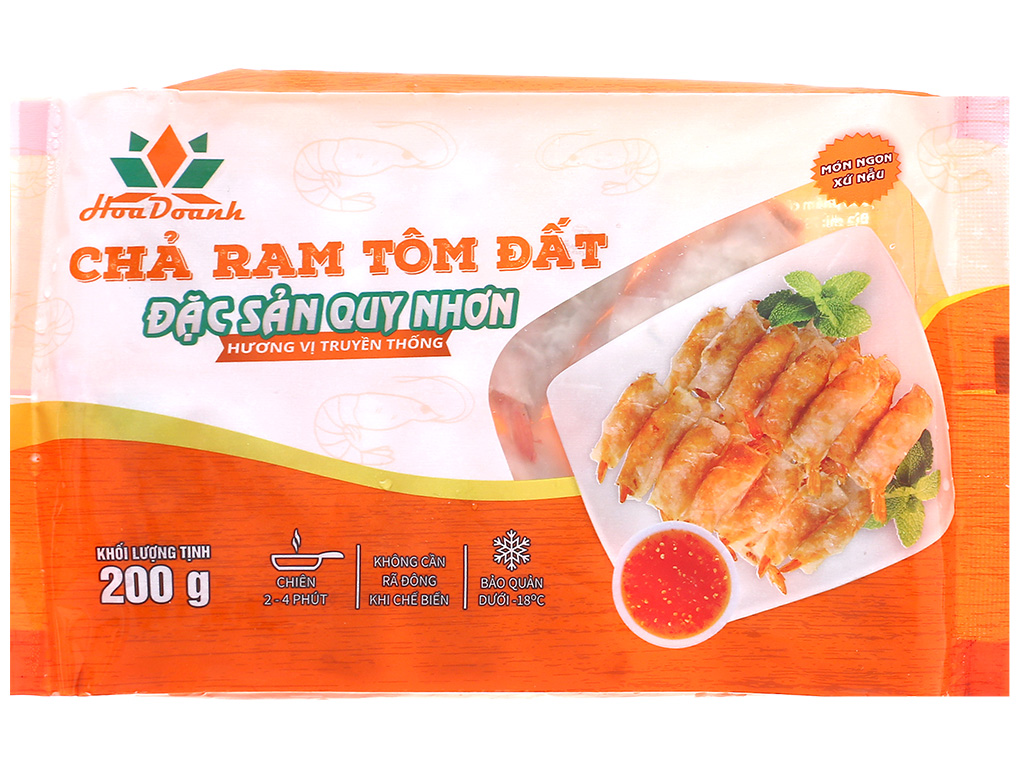 HoaDoanh
MÓN NGON
XỨ NẪU
CHẢ RAM TÔM ĐẤT
ĐẶC SẢN QUY NHƠN
HƯƠNG VỊ TRUYỀN THỐNG
KHỐI LƯỢNG TỊNH
200 g
CHIÊN
2 - 4 PHÚT
KHÔNG CẦN
RÃ ĐÔNG
KHI CHẾ BIẾN
BẢO QUẢN
DƯỚI -18°C